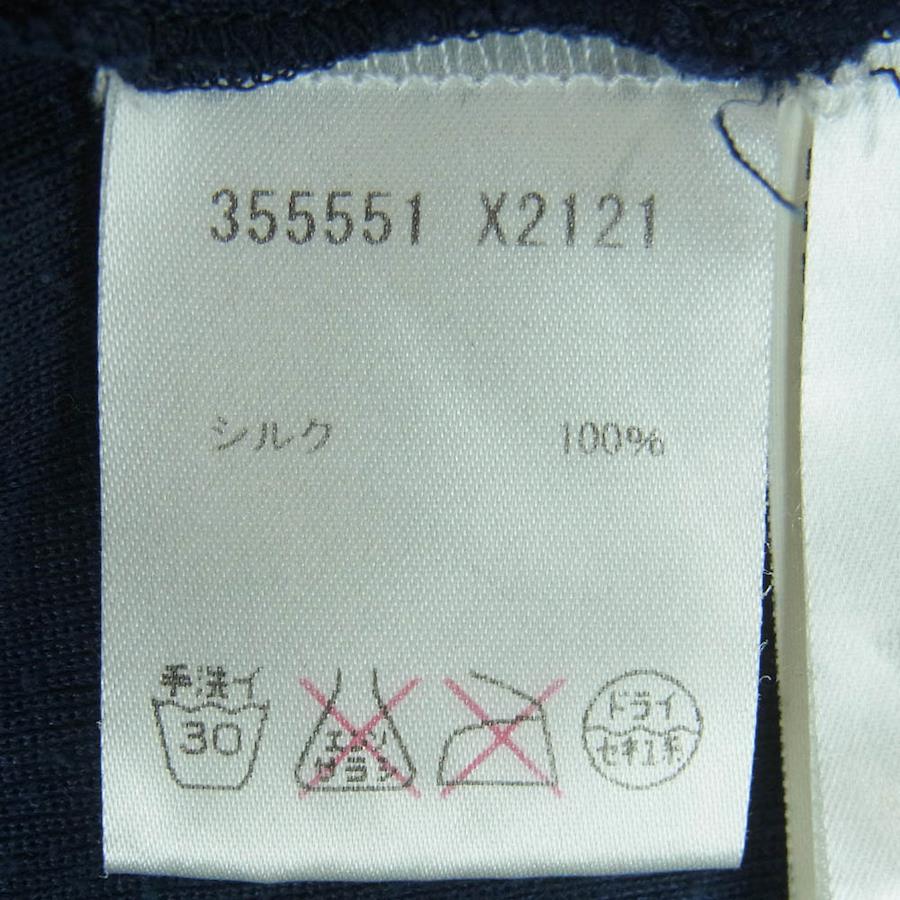 355551 X2121
シルク 100%
手洗イ
30
エンソ
サラシ
ドライ
セキユ系